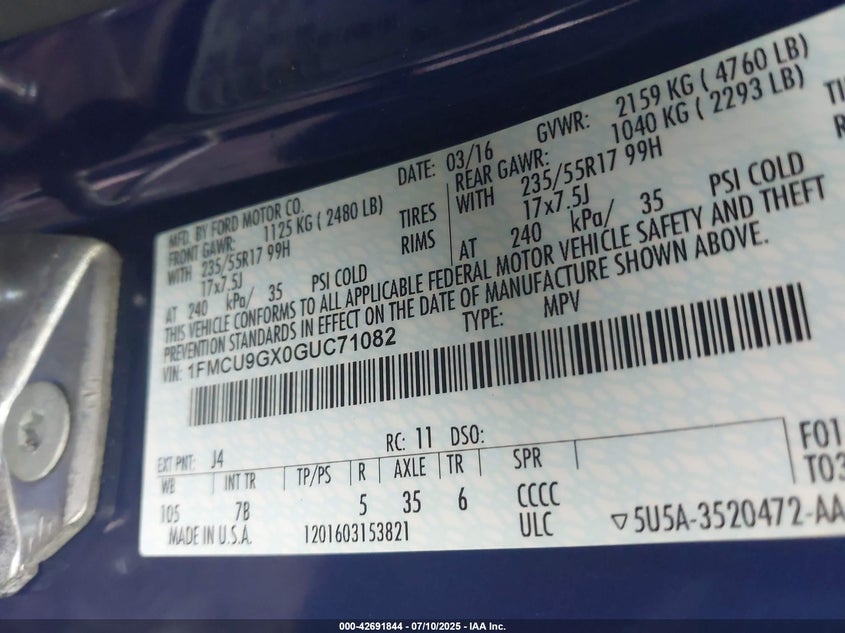 MFD. BY FORD MOTOR CO.
DATE: 03/16 GVWR: 2159 KG ( 4760 LB)
FRONT GAWR: 1125 KG ( 2480 LB)
REAR GAWR: 1040 KG ( 2293 LB)
WITH 235/55R17 99H TIRES
WITH 235/55R17 99H
17x7.5J RIMS
17x7.5J
AT 240 kPa/ 35 PSI COLD
AT 240 kPa/ 35 PSI COLD
THIS VEHICLE CONFORMS TO ALL APPLICABLE FEDERAL MOTOR VEHICLE SAFETY AND THEFT
PREVENTION STANDARDS IN EFFECT ON THE DATE OF MANUFACTURE SHOWN ABOVE.
VIN: 1FMCU9GX0GUC71082
TYPE: MPV
EXT PNT: J4 RC: 11 DSO:
WB INT TR TP/PS R AXLE TR SPR
105 7B 5 35 6 CCCC
MADE IN U.S.A. 1201603153821 ULC
F01
T03
▽5U5A-3520472-AA
000-42691844 - 07/10/2025 - IAA Inc.